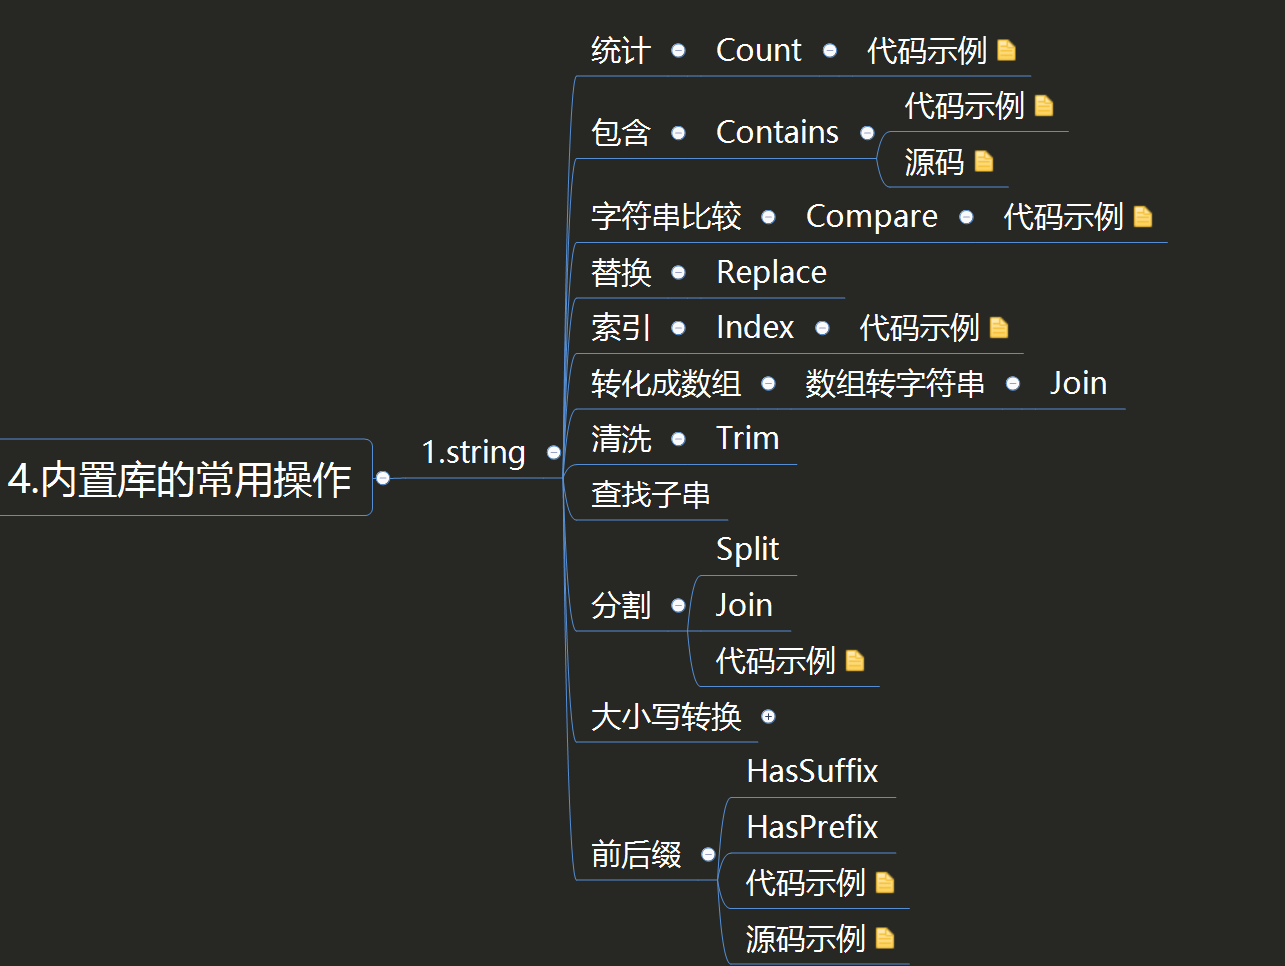 4.内置库的常用操作
1.string
统计 Count 代码示例
包含 Contains 代码示例
源码
字符串比较 Compare 代码示例
替换 Replace
索引 Index 代码示例
转化成数组 数组转字符串 Join
清洗 Trim
查找子串
分割 Split
Join
代码示例
大小写转换
前后缀 HasSuffix
HasPrefix
代码示例
源码示例